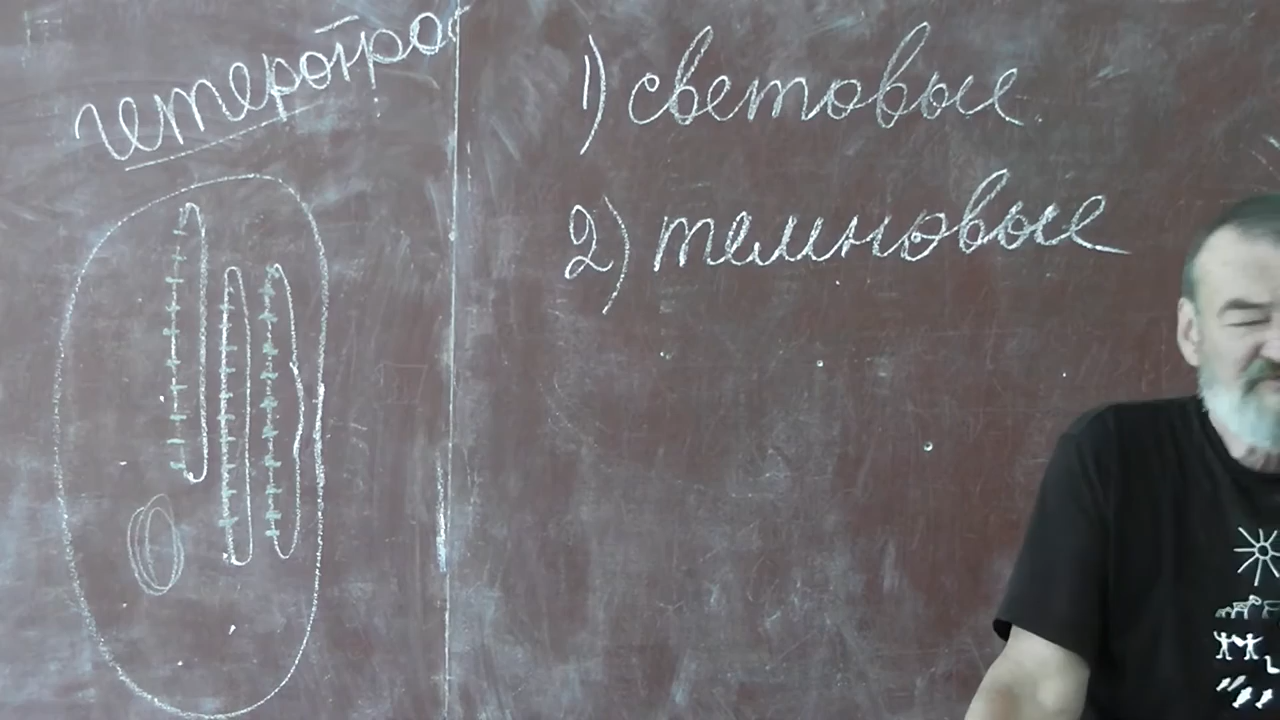 гетеротро
1) световые
2) темновые